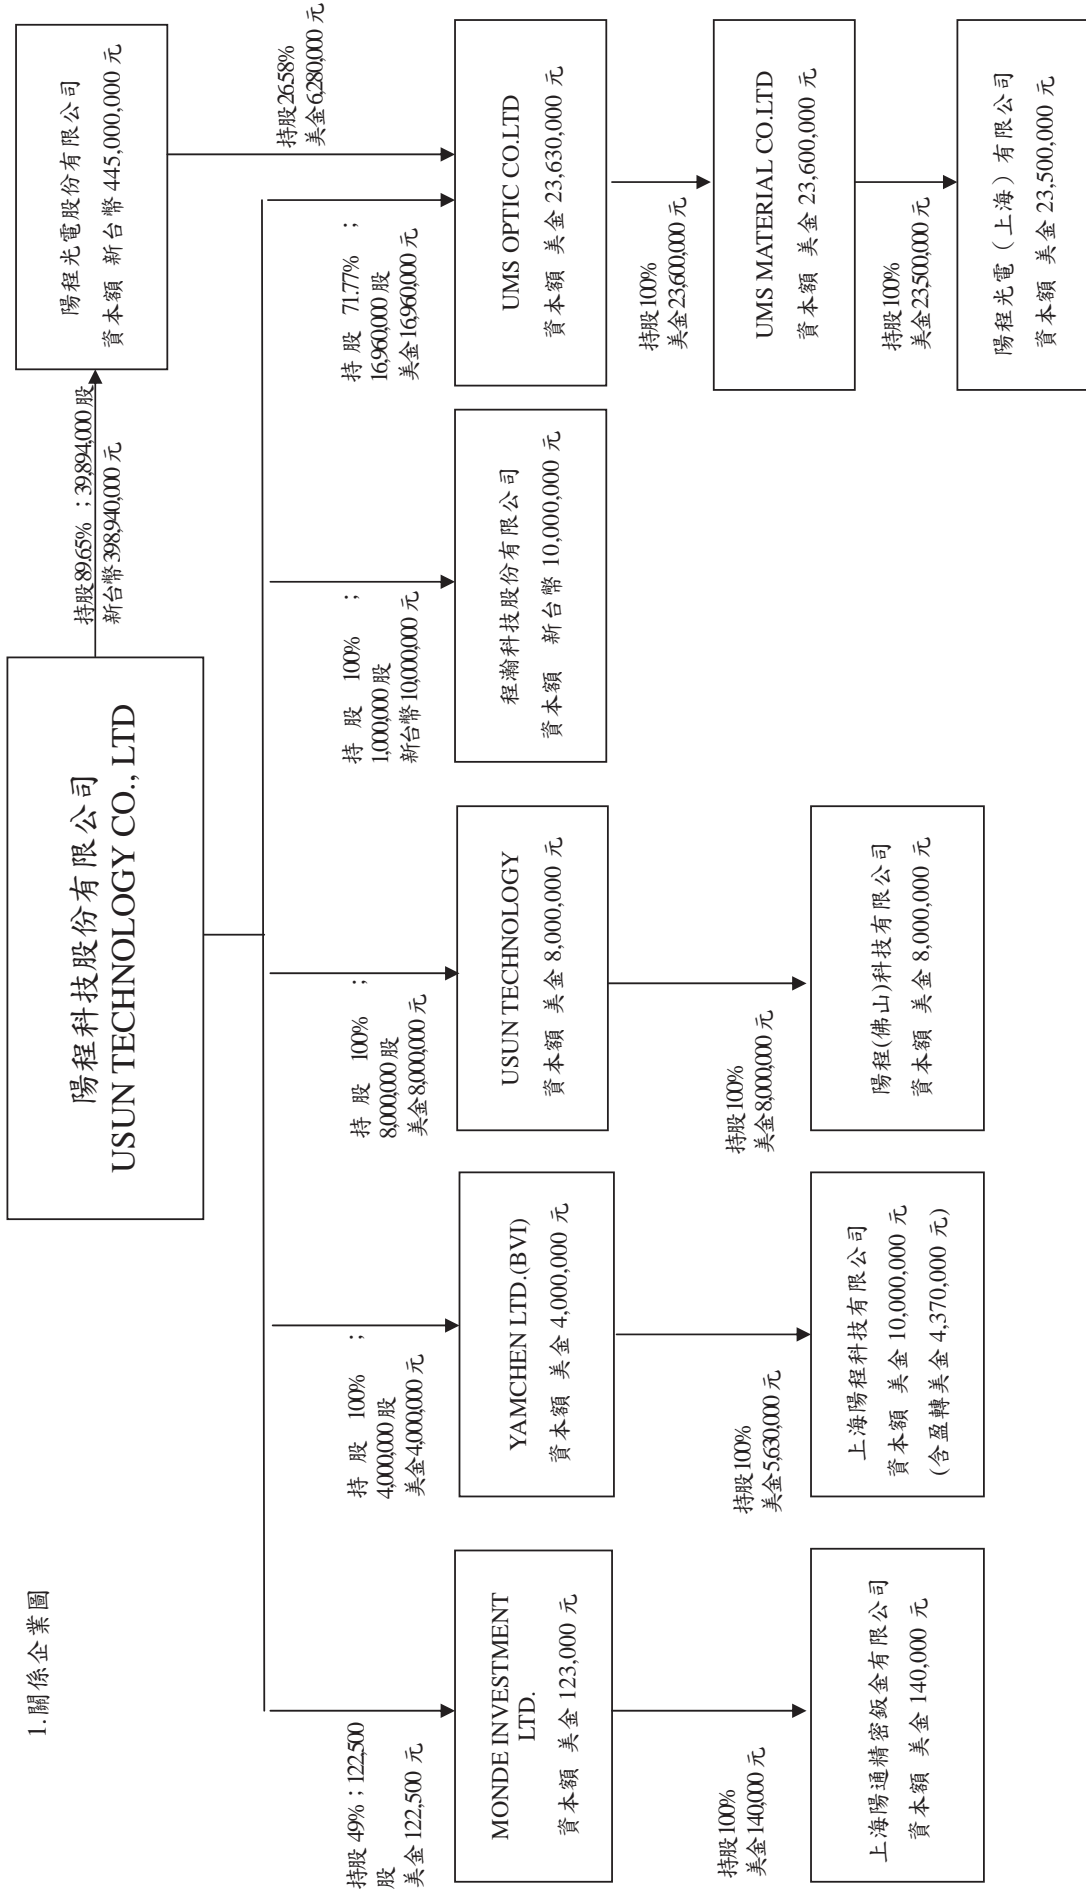 1.關係企業圖
陽程科技股份有限公司
USUN TECHNOLOGY CO., LTD
持股89.65% ；39,894,000股
新台幣398,940,000元
陽程光電股份有限公司
資本額 新台幣 445,000,000 元
持股 49%；122,500
股
美金 122,500 元
持 股 100% ；
4,000,000股
美金4,000,000元
持 股 100% ；
8,000,000股
美金8,000,000元
持 股 100% ；
1,000,000股
新台幣10,000,000元
持 股 71.77% ；
16,960,000 股
美金16,960,000元
持股26.58%
美金6,280,000元
MONDE INVESTMENT
LTD.
資本額 美金 123,000 元
YAMCHEN LTD.(BVI)
資本額 美金 4,000,000 元
USUN TECHNOLOGY
資本額 美金 8,000,000 元
程瀚科技股份有限公司
資本額 新台幣 10,000,000 元
UMS OPTIC CO.LTD
資本額 美金 23,630,000 元
持股100%
美金140,000元
持股100%
美金5,630,000元
持股100%
美金8,000,000元
持股100%
美金23,600,000元
上海陽通精密鈑金有限公司
資本額 美金 140,000 元
上海陽程科技有限公司
資本額 美金 10,000,000 元
(含盈轉美金 4,370,000 元)
陽程(佛山)科技有限公司
資本額 美金 8,000,000 元
UMS MATERIAL CO.LTD
資本額 美金 23,600,000 元
持股100%
美金23,500,000元
陽程光電（上海）有限公司
資本額 美金 23,500,000 元